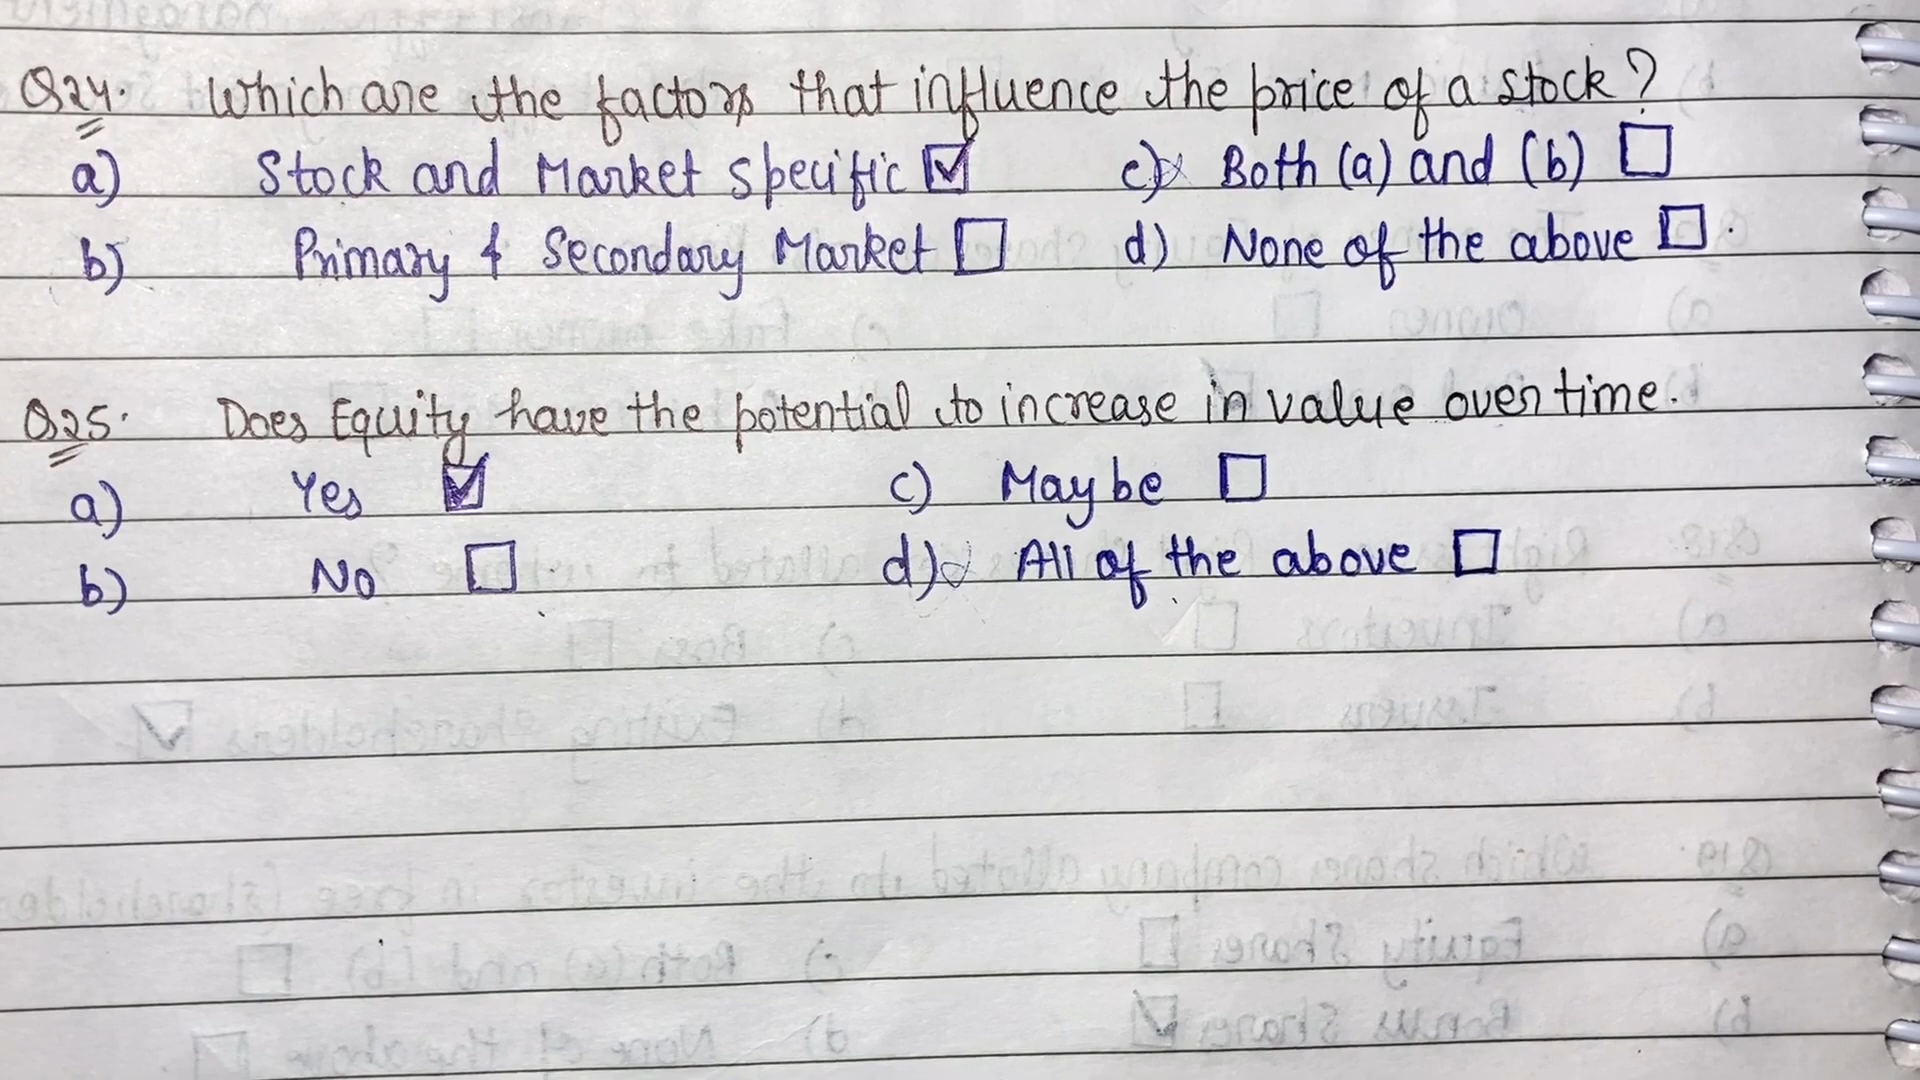 Q24. Which are the factors that influence the price of a stock?
a) Stock and Market specific ☑ c) Both (a) and (b) ☐
b) Primary & Secondary Market ☐ d) None of the above ☐.
Q25. Does Equity have the potential to increase in value over time.
a) Yes ☑ c) May be ☐
b) No ☐ d) All of the above ☐